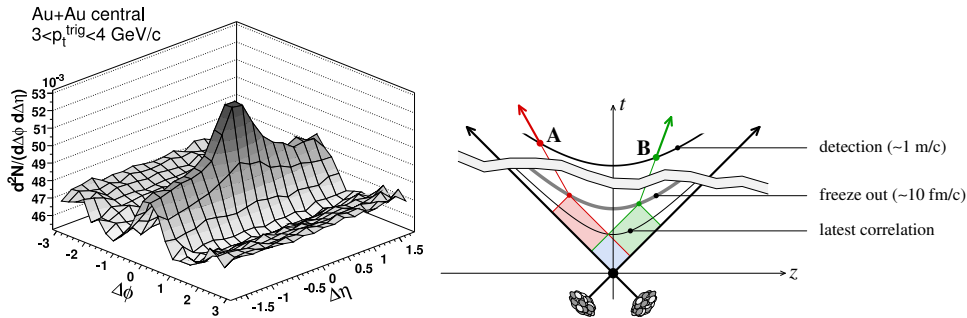 Au+Au central
3<p_t^trig<4 GeV/c
d²N/(dΔφ dΔη)
10⁻³
53
52
51
50
49
48
47
46
-3
-2
-1
0
1
2
3
Δφ
-1.5
-1
-0.5
0
0.5
1
1.5
Δη
t
A
B
detection (~1 m/c)
freeze out (~10 fm/c)
latest correlation
z